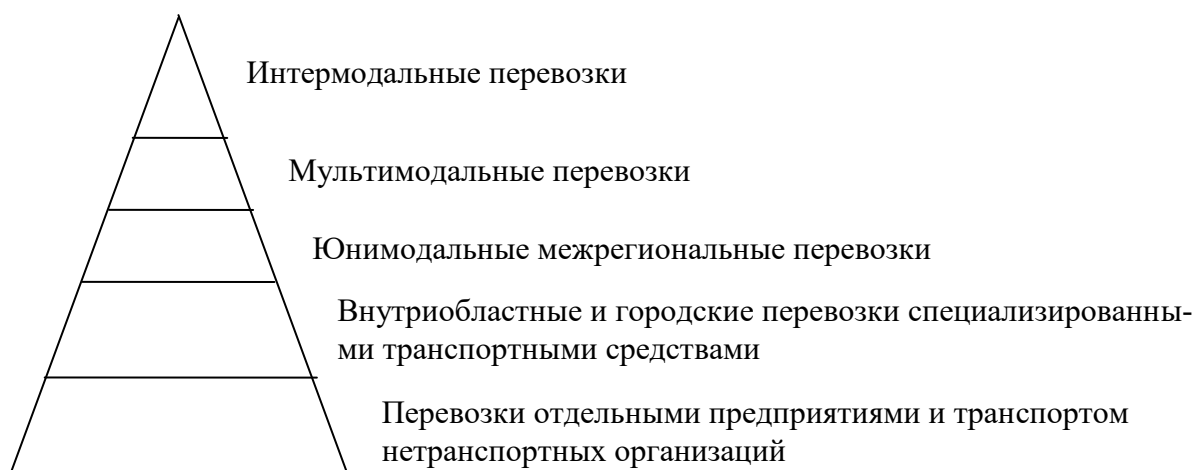 Интермодальные перевозки
Мультимодальные перевозки
Юнимодальные межрегиональные перевозки
Внутриобластные и городские перевозки специализированны-
ми транспортными средствами
Перевозки отдельными предприятиями и транспортом
нетранспортных организаций